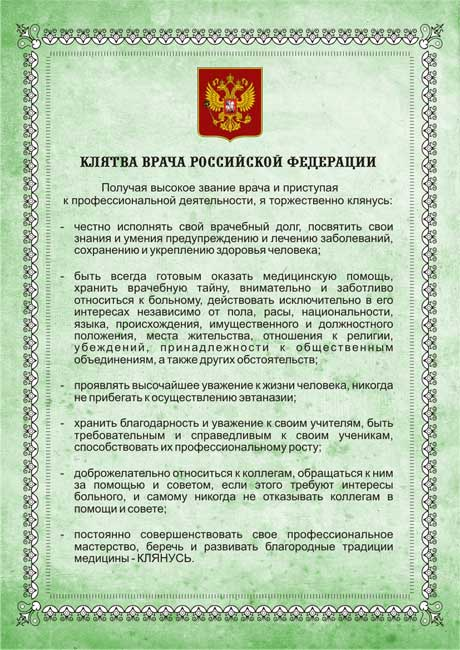 КЛЯТВА ВРАЧА РОССИЙСКОЙ ФЕДЕРАЦИИ
Получая высокое звание врача и приступая
к профессиональной деятельности, я торжественно клянусь:
- честно исполнять свой врачебный долг, посвятить свои
знания и умения предупреждению и лечению заболеваний,
сохранению и укреплению здоровья человека;
- быть всегда готовым оказать медицинскую помощь,
хранить врачебную тайну, внимательно и заботливо
относиться к больному, действовать исключительно в его
интересах независимо от пола, расы, национальности,
языка, происхождения, имущественного и должностного
положения, места жительства, отношения к религии,
убеждений, принадлежности к общественным
объединениям, а также других обстоятельств;
- проявлять высочайшее уважение к жизни человека, никогда
не прибегать к осуществлению эвтаназии;
- хранить благодарность и уважение к своим учителям, быть
требовательным и справедливым к своим ученикам,
способствовать их профессиональному росту;
- доброжелательно относиться к коллегам, обращаться к ним
за помощью и советом, если этого требуют интересы
больного, и самому никогда не отказывать коллегам в
помощи и совете;
- постоянно совершенствовать свое профессиональное
мастерство, беречь и развивать благородные традиции
медицины - КЛЯНУСЬ.